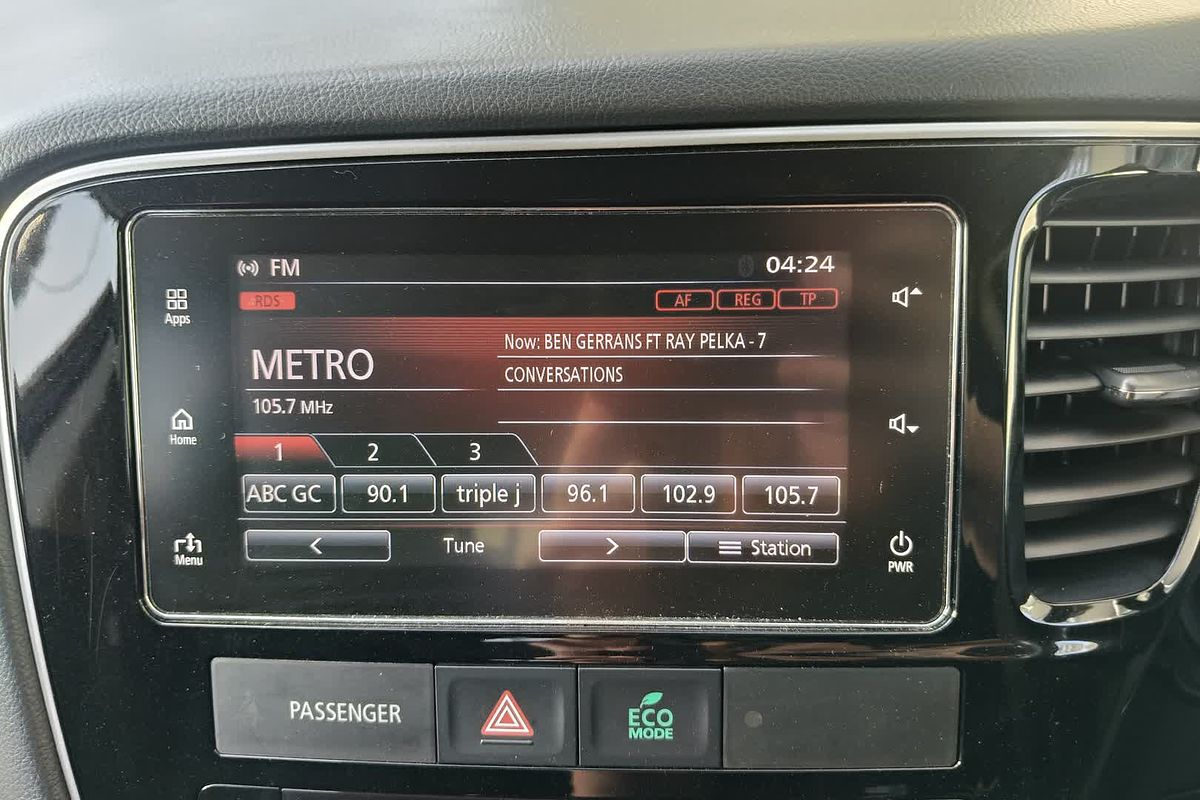 FM 04:24
RDS AF REG TP
Apps
Now: BEN GERRANS FT RAY PELKA - 7
METRO
CONVERSATIONS
105.7 MHz
Home
1 2 3
ABC GC 90.1 triple j 96.1 102.9 105.7
Tune Station
Menu
PWR
PASSENGER
ECO
MODE